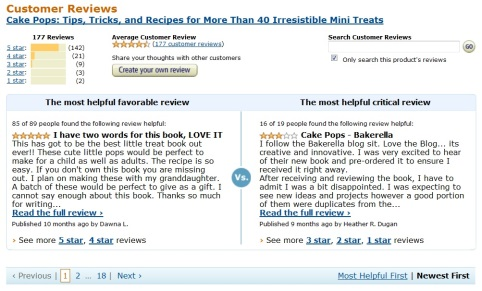 Customer Reviews
Cake Pops: Tips, Tricks, and Recipes for More Than 40 Irresistible Mini Treats
177 Reviews
5 star: (142)
4 star: (21)
3 star: (9)
2 star: (3)
1 star: (2)
Average Customer Review
(177 customer reviews)
Share your thoughts with other customers
Create your own review
Search Customer Reviews
GO
Only search this product's reviews
The most helpful favorable review
85 of 89 people found the following review helpful:
I have two words for this book, LOVE IT
This has got to be the best little treat book out
ever!! These cute little pops would be perfect to
make for a child as well as adults. The recipe is so
easy. If you don't own this book you are missing
out. I plan on making these with my granddaughter.
A batch of these would be perfect to give as a gift. I
cannot say enough about this book. Thanks so much
for writing...
Read the full review ›
Published 10 months ago by Dawna L.
› See more 5 star, 4 star reviews
Vs.
The most helpful critical review
16 of 19 people found the following review helpful:
Cake Pops - Bakerella
I follow the Bakerella blog sit. Love the Blog... its
creative and innovative. I was very excited to hear
of their new book and pre-ordered it to ensure I
received it right away.
After receiving and reviewing the book, I have to
admit I was a bit disappointed. I was expecting to
see new ideas and projects however a good portion
of them were duplicates from the...
Read the full review ›
Published 9 months ago by Heather R. Dugan
› See more 3 star, 2 star, 1 star reviews
‹ Previous | 1 2 ... 18 | Next ›
Most Helpful First | Newest First